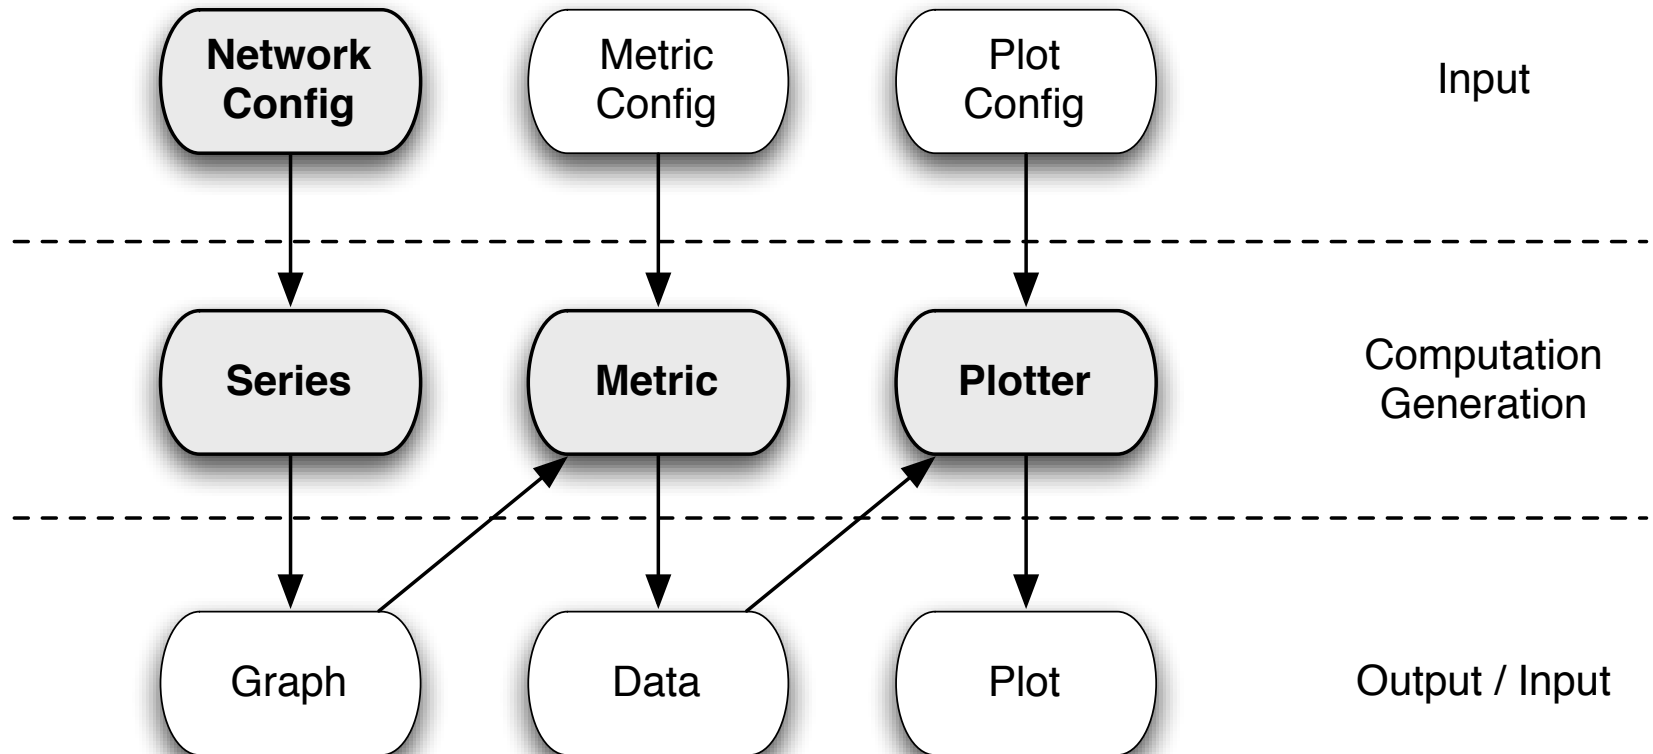 Network
Config
Metric
Config
Plot
Config
Input
Series
Metric
Plotter
Computation
Generation
Graph
Data
Plot
Output / Input